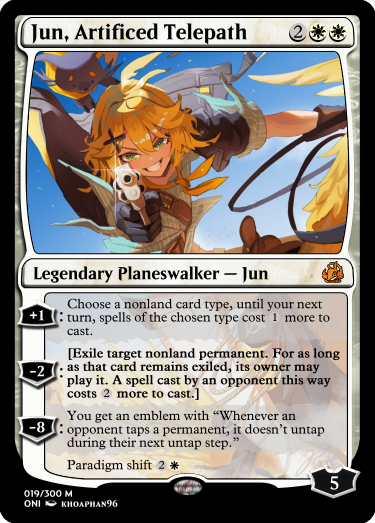 Jun, Artificed Telepath 2
Legendary Planeswalker — Jun
+1 Choose a nonland card type, until your next
turn, spells of the chosen type cost 1 more to
cast.
-2 [Exile target nonland permanent. For as long
as that card remains exiled, its owner may
play it. A spell cast by an opponent this way
costs 2 more to cast.]
-8 You get an emblem with “Whenever an
opponent taps a permanent, it doesn’t untap
during their next untap step.”
Paradigm shift 2
5
019/300 M
ONI KHOAPHAN96